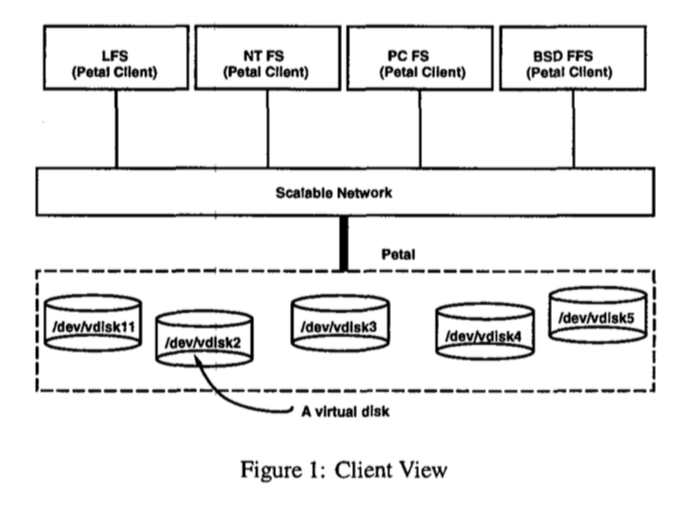 LFS
(Petal Client)
NT FS
(Petal Client)
PC FS
(Petal Client)
BSD FFS
(Petal Client)
Scalable Network
Petal
/dev/vdisk11
/dev/vdisk2
/dev/vdisk3
/dev/vdisk4
/dev/vdisk5
A virtual disk
Figure 1: Client View